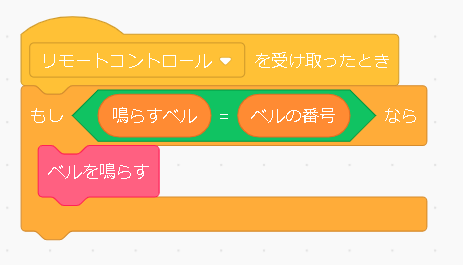 リモートコントロール を受け取ったとき
もし 鳴らすベル = ベルの番号 なら
ベルを鳴らす